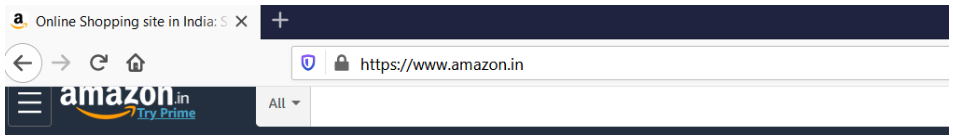 Online Shopping site in India: S
https://www.amazon.in
amazon.in
Try Prime
All